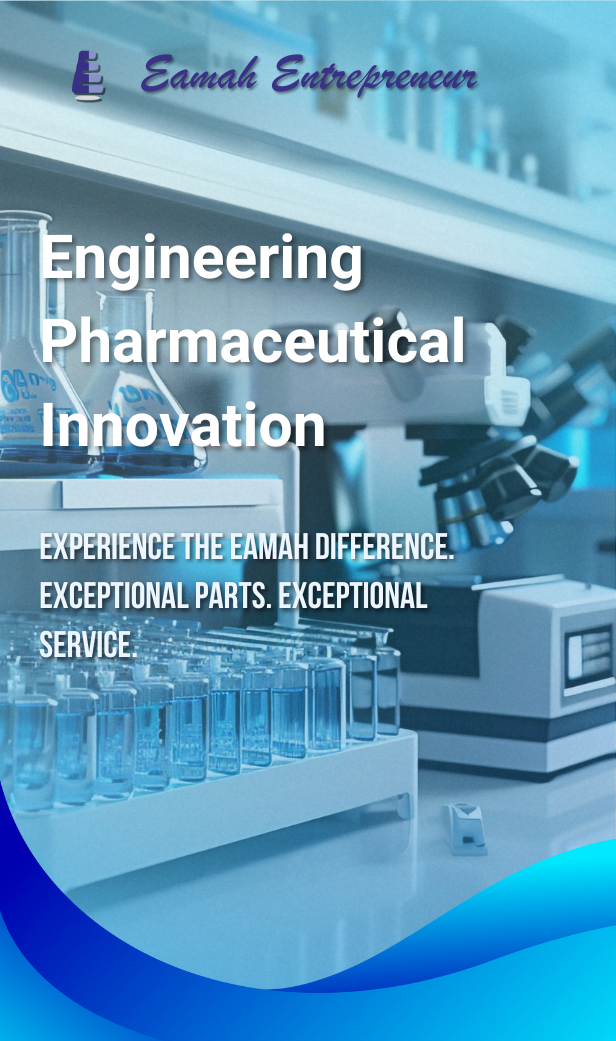 Eamah Entrepreneur
Engineering
Pharmaceutical
Innovation
EXPERIENCE THE EAMAH DIFFERENCE.
EXCEPTIONAL PARTS. EXCEPTIONAL
SERVICE.